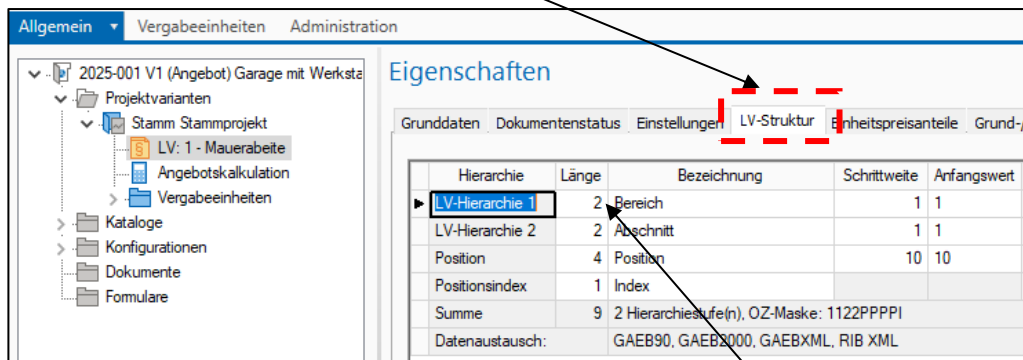 Allgemein Vergabeeinheiten Administration
2025-001 V1 (Angebot) Garage mit Werksta
Projektvarianten
Stamm Stammprojekt
LV: 1 - Mauerabeite
Angebotskalkulation
Vergabeeinheiten
Kataloge
Konfigurationen
Dokumente
Formulare
Eigenschaften
Grunddaten Dokumentenstatus Einstellungen LV-Struktur Einheitspreisanteile Grund-/
Hierarchie Länge Bezeichnung Schrittweite Anfangswert
LV-Hierarchie 1 2 Bereich 1 1
LV-Hierarchie 2 2 Abschnitt 1 1
Position 4 Position 10 10
Positionsindex 1 Index
Summe 9 2 Hierarchiestufe(n), OZ-Maske: 1122PPPPI
Datenaustausch: GAEB90, GAEB2000, GAEBXML, RIB XML